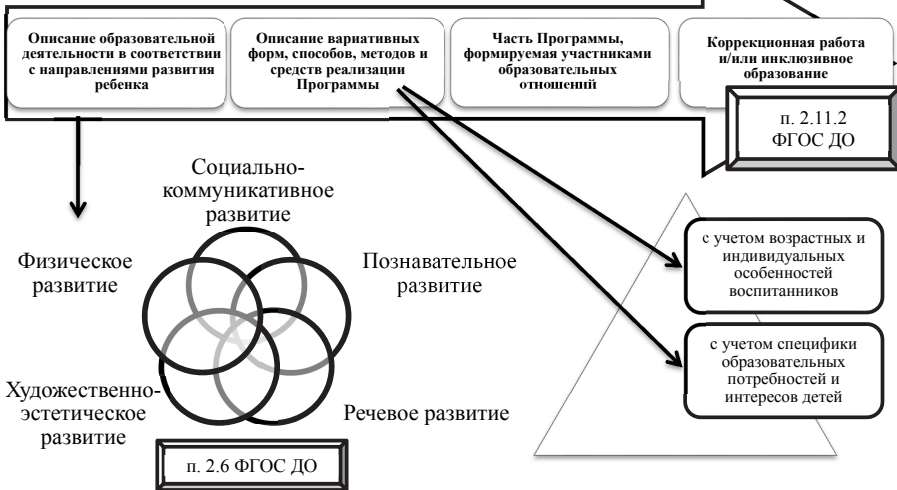 Описание образовательной
деятельности в соответствии
с направлениями развития
ребенка
Описание вариативных
форм, способов, методов и
средств реализации
Программы
Часть Программы,
формируемая участниками
образовательных
отношений
Коррекционная работа
и/или инклюзивное
образование
п. 2.11.2
ФГОС ДО
Социально-
коммуникативное
развитие
Физическое
развитие
Познавательное
развитие
Художественно-
эстетическое
развитие
Речевое развитие
п. 2.6 ФГОС ДО
с учетом возрастных и
индивидуальных
особенностей
воспитанников
с учетом специфики
образовательных
потребностей и
интересов детей